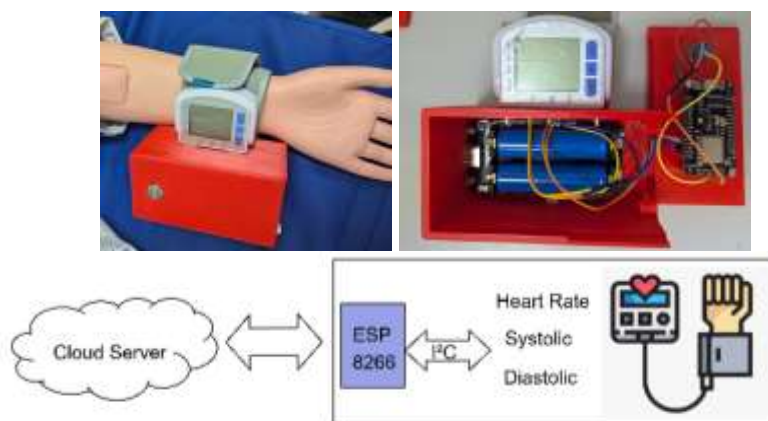 Cloud Server
ESP
8266
I²C
Heart Rate
Systolic
Diastolic